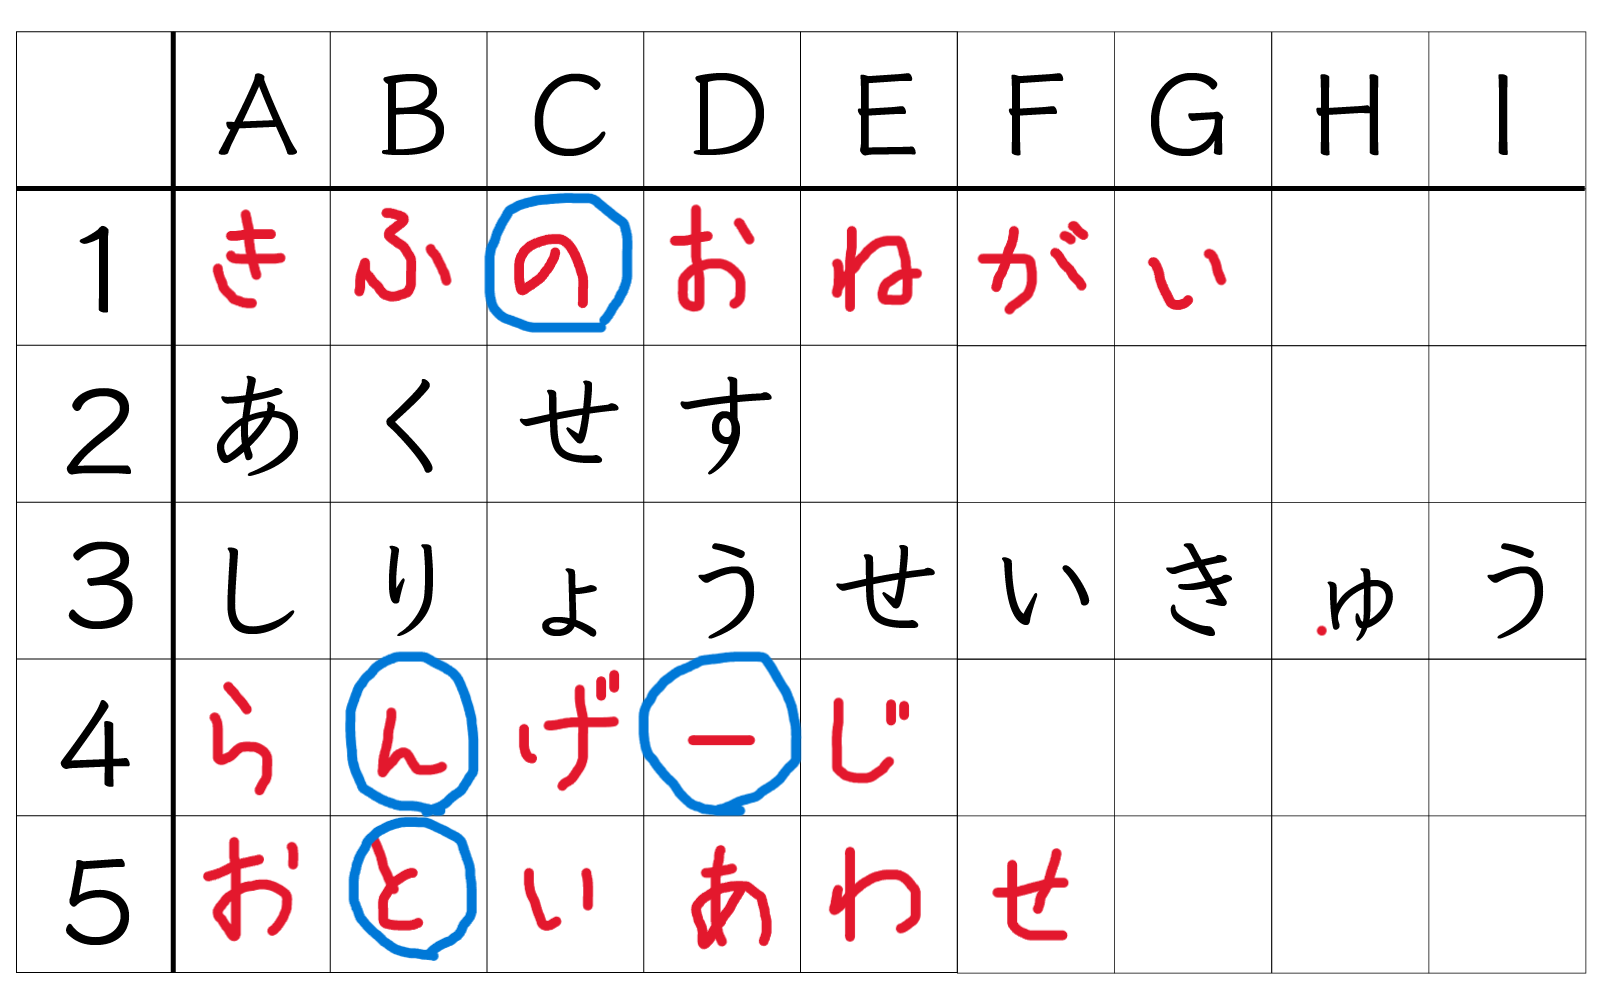 A B C D E F G H I
1 き ふ の お ね が い
2 あ く せ す
3 し り ょ う せ い き ゅ う
4 ら ん げ ー じ
5 お と い あ わ せ